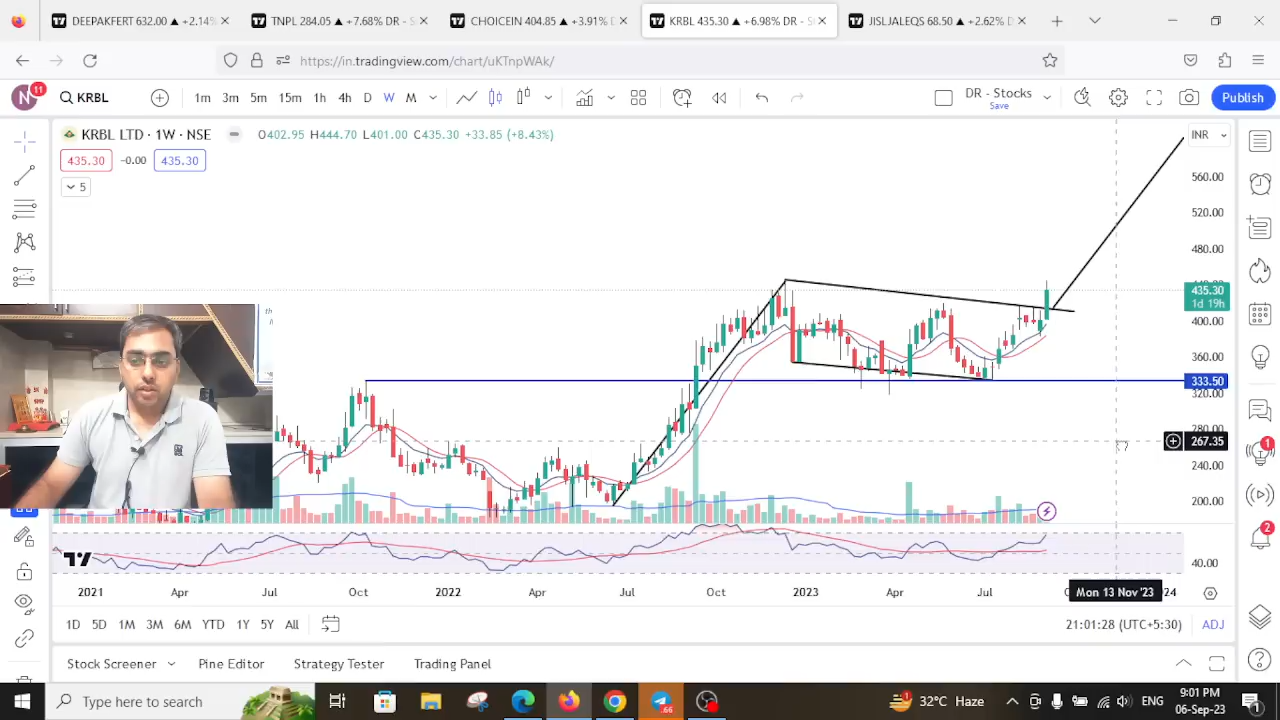 DEEPAKFERT 632.00 ▲ +2.14%
TNPL 284.05 ▲ +7.68% DR - S
CHOICEIN 404.85 ▲ +3.91% D
KRBL 435.30 ▲ +6.98% DR - S
JISLJALEQS 68.50 ▲ +2.62% D
https://in.tradingview.com/chart/uKTnpWAk/
N 11 KRBL 1m 3m 5m 15m 1h 4h D W M DR - Stocks Save Publish
KRBL LTD · 1W · NSE O402.95 H444.70 L401.00 C435.30 +33.85 (+8.43%) INR
435.30 -0.00 435.30
5
560.00
520.00
480.00
435.30
1d 19h
400.00
360.00
333.50
320.00
267.35
240.00
200.00
40.00
2021 Apr Jul Oct 2022 Apr Jul Oct 2023 Apr Jul Mon 13 Nov '23 24
1D 5D 1M 3M 6M YTD 1Y 5Y All 21:01:28 (UTC+5:30) ADJ
Stock Screener Pine Editor Strategy Tester Trading Panel
1
2
Type here to search
66
1 32°C Haze ENG 9:01 PM
06-Sep-23 1